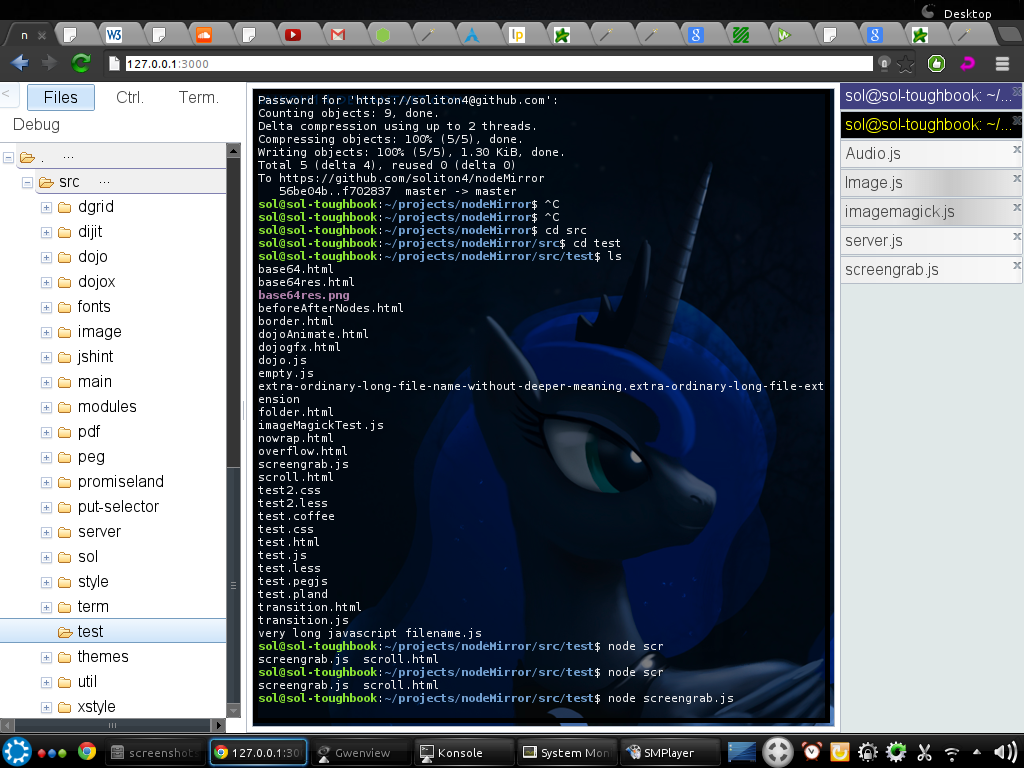 Desktop
n
W3
lp
g
g
127.0.0.1:3000
Files
Ctrl.
Term.
Debug
. ...
src ...
dgrid
dijit
dojo
dojox
fonts
image
jshint
main
modules
pdf
peg
promiseland
put-selector
server
sol
style
term
test
themes
util
xstyle
Password for 'https://soliton4@github.com':
Counting objects: 9, done.
Delta compression using up to 2 threads.
Compressing objects: 100% (5/5), done.
Writing objects: 100% (5/5), 1.30 KiB, done.
Total 5 (delta 4), reused 0 (delta 0)
To https://github.com/soliton4/nodeMirror
56be04b..f702837  master -> master
sol@sol-toughbook:~/projects/nodeMirror$ ^C
sol@sol-toughbook:~/projects/nodeMirror$ ^C
sol@sol-toughbook:~/projects/nodeMirror$ cd src
sol@sol-toughbook:~/projects/nodeMirror/src$ cd test
sol@sol-toughbook:~/projects/nodeMirror/src/test$ ls
base64.html
base64res.html
base64res.png
beforeAfterNodes.html
border.html
dojoAnimate.html
dojogfx.html
dojo.js
empty.js
extra-ordinary-long-file-name-without-deeper-meaning.extra-ordinary-long-file-ext
ension
folder.html
imageMagickTest.js
nowrap.html
overflow.html
screengrab.js
scroll.html
test2.css
test2.less
test.coffee
test.css
test.html
test.js
test.less
test.pegjs
test.pland
transition.html
transition.js
very long javascript filename.js
sol@sol-toughbook:~/projects/nodeMirror/src/test$ node scr
screengrab.js  scroll.html
sol@sol-toughbook:~/projects/nodeMirror/src/test$ node scr
screengrab.js  scroll.html
sol@sol-toughbook:~/projects/nodeMirror/src/test$ node screengrab.js
sol@sol-toughbook: ~/...
sol@sol-toughbook: ~/...
Audio.js
Image.js
imagemagick.js
server.js
screengrab.js
screenshot
127.0.0.1:30
Gwenview
Konsole
System Mon
SMPlayer